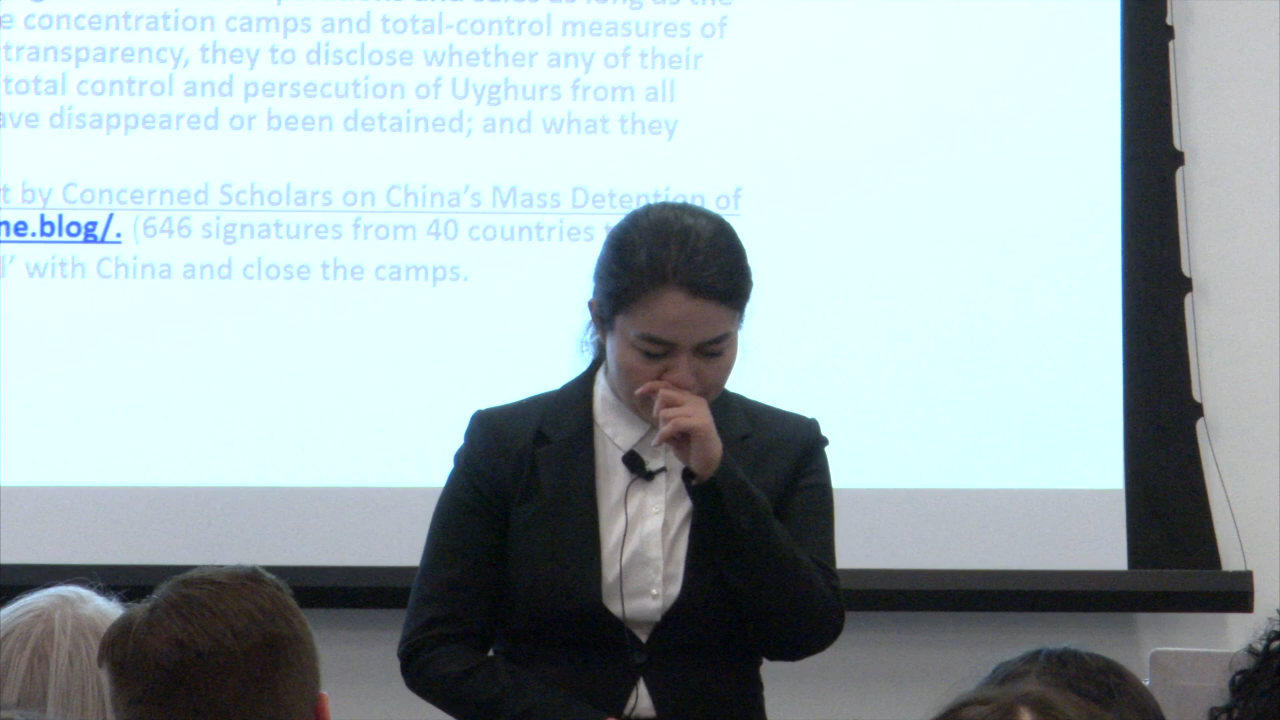 e concentration camps and total-control measures of
transparency, they to disclose whether any of their
total control and persecution of Uyghurs from all
ave disappeared or been detained; and what they
t by Concerned Scholars on China's Mass Detention of
ne.blog/. (646 signatures from 40 countries
l' with China and close the camps.